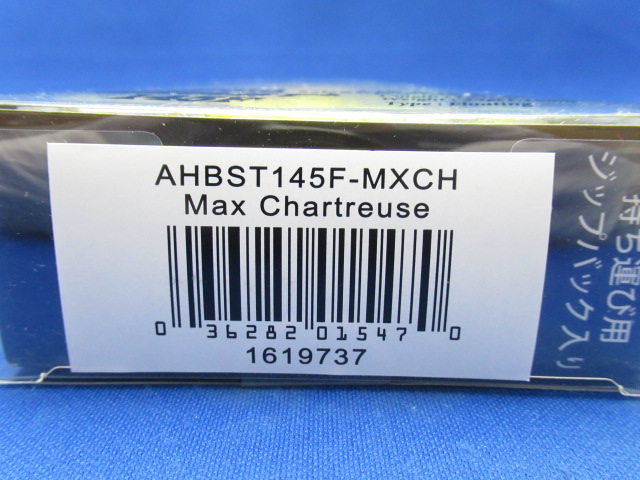 AHBST145F-MXCH
Max Chartreuse
0 36282 01547 0
1619737
持ち運び用
ジップバック入り